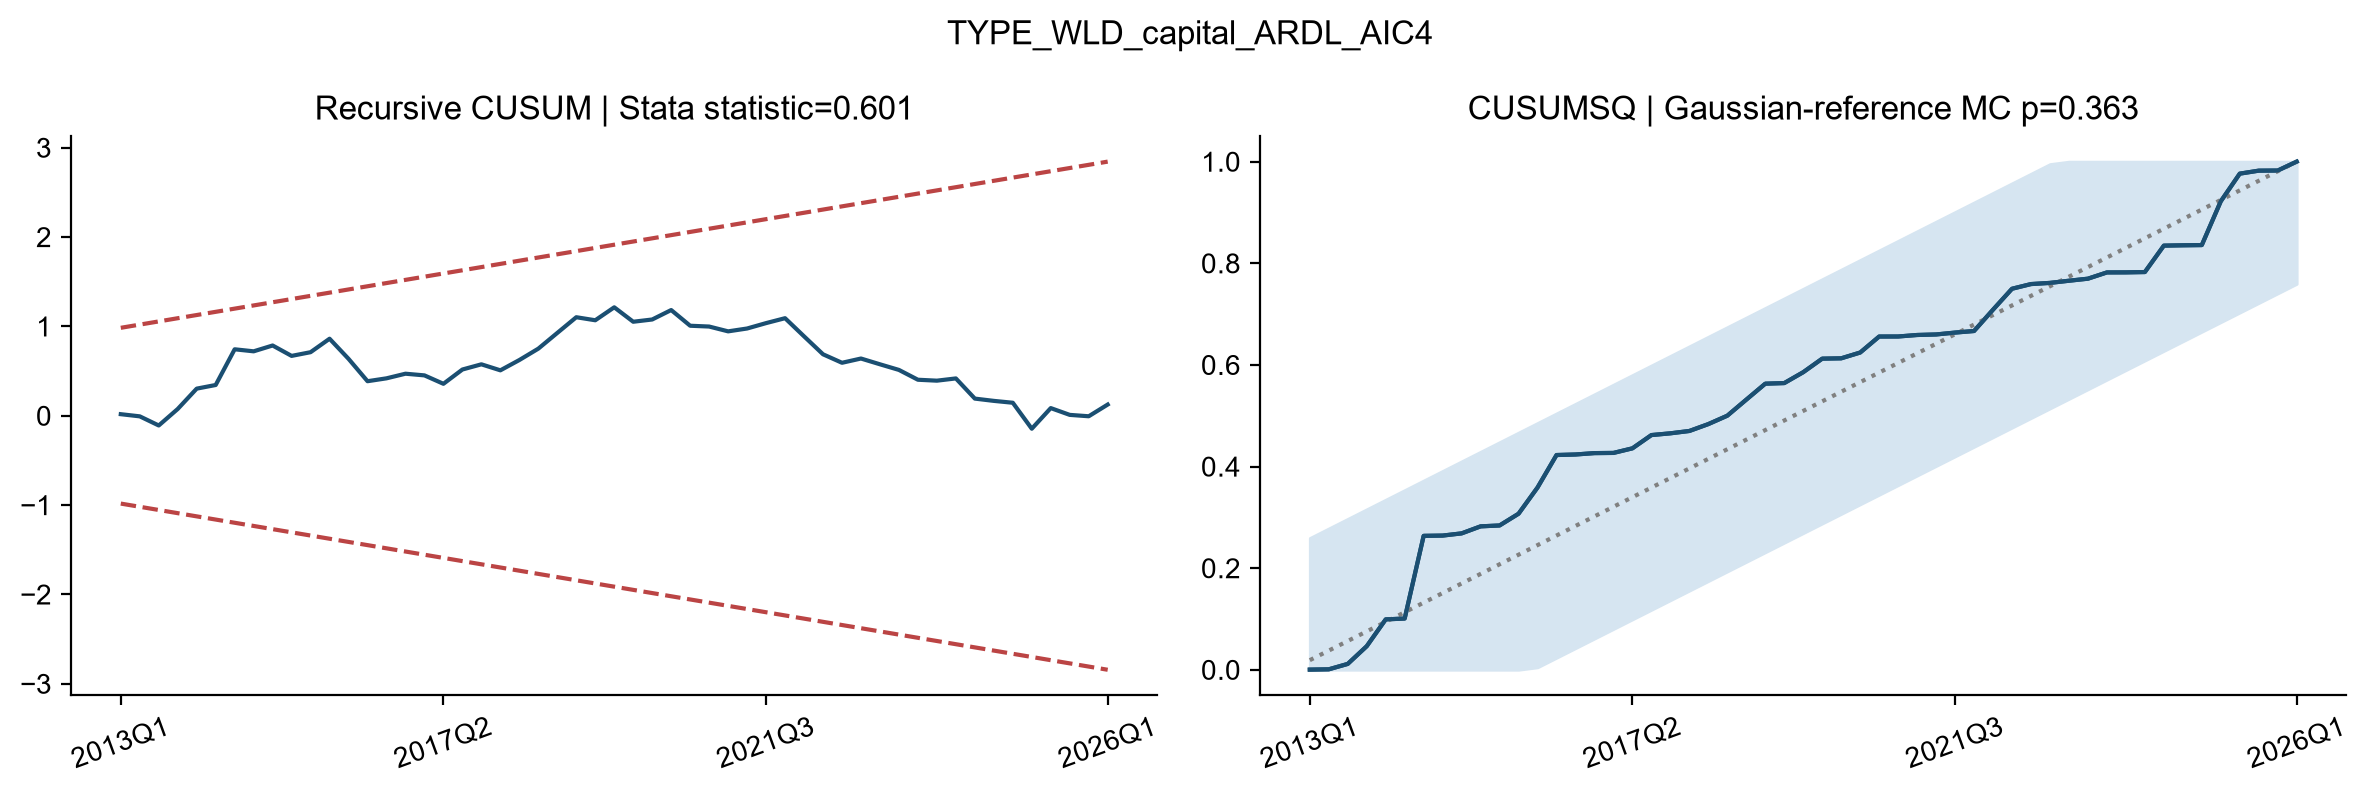 TYPE_WLD_capital_ARDL_AIC4
Recursive CUSUM | Stata statistic=0.601
3
2
1
0
−1
−2
−3
2013Q1
2017Q2
2021Q3
2026Q1
CUSUMSQ | Gaussian-reference MC p=0.363
1.0
0.8
0.6
0.4
0.2
0.0
2013Q1
2017Q2
2021Q3
2026Q1